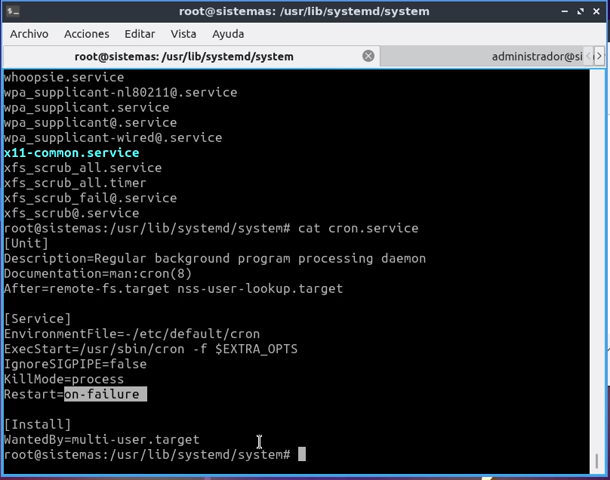 root@sistemas: /usr/lib/systemd/system
Archivo Acciones Editar Vista Ayuda
root@sistemas: /usr/lib/systemd/system administrador@si
whoopsie.service
wpa_supplicant-nl80211@.service
wpa_supplicant.service
wpa_supplicant@.service
wpa_supplicant-wired@.service
x11-common.service
xfs_scrub_all.service
xfs_scrub_all.timer
xfs_scrub_fail@.service
xfs_scrub@.service
root@sistemas:/usr/lib/systemd/system# cat cron.service
[Unit]
Description=Regular background program processing daemon
Documentation=man:cron(8)
After=remote-fs.target nss-user-lookup.target
[Service]
EnvironmentFile=-/etc/default/cron
ExecStart=/usr/sbin/cron -f $EXTRA_OPTS
IgnoreSIGPIPE=false
KillMode=process
Restart=on-failure
[Install]
WantedBy=multi-user.target
root@sistemas:/usr/lib/systemd/system#